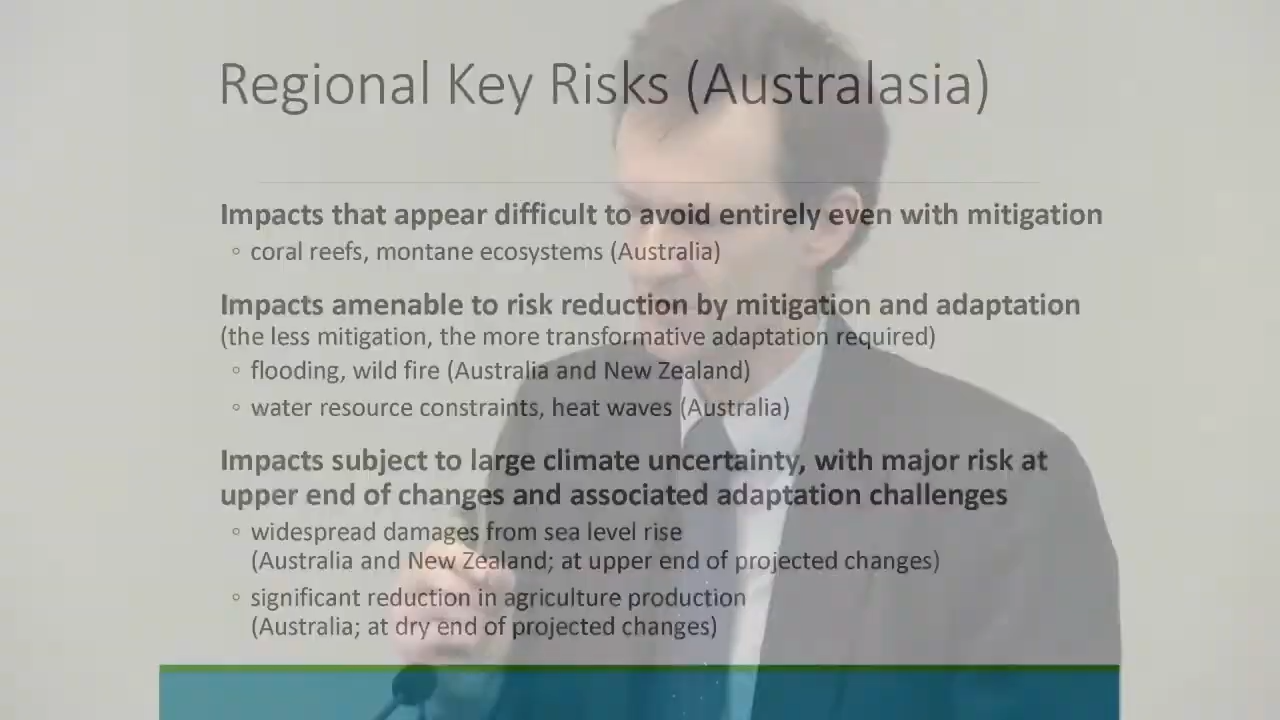 Regional Key Risks (Australasia)
Impacts that appear difficult to avoid entirely even with mitigation
◦ coral reefs, montane ecosystems (Australia)
Impacts amenable to risk reduction by mitigation and adaptation
(the less mitigation, the more transformative adaptation required)
◦ flooding, wild fire (Australia and New Zealand)
◦ water resource constraints, heat waves (Australia)
Impacts subject to large climate uncertainty, with major risk at
upper end of changes and associated adaptation challenges
◦ widespread damages from sea level rise
(Australia and New Zealand; at upper end of projected changes)
◦ significant reduction in agriculture production
(Australia; at dry end of projected changes)